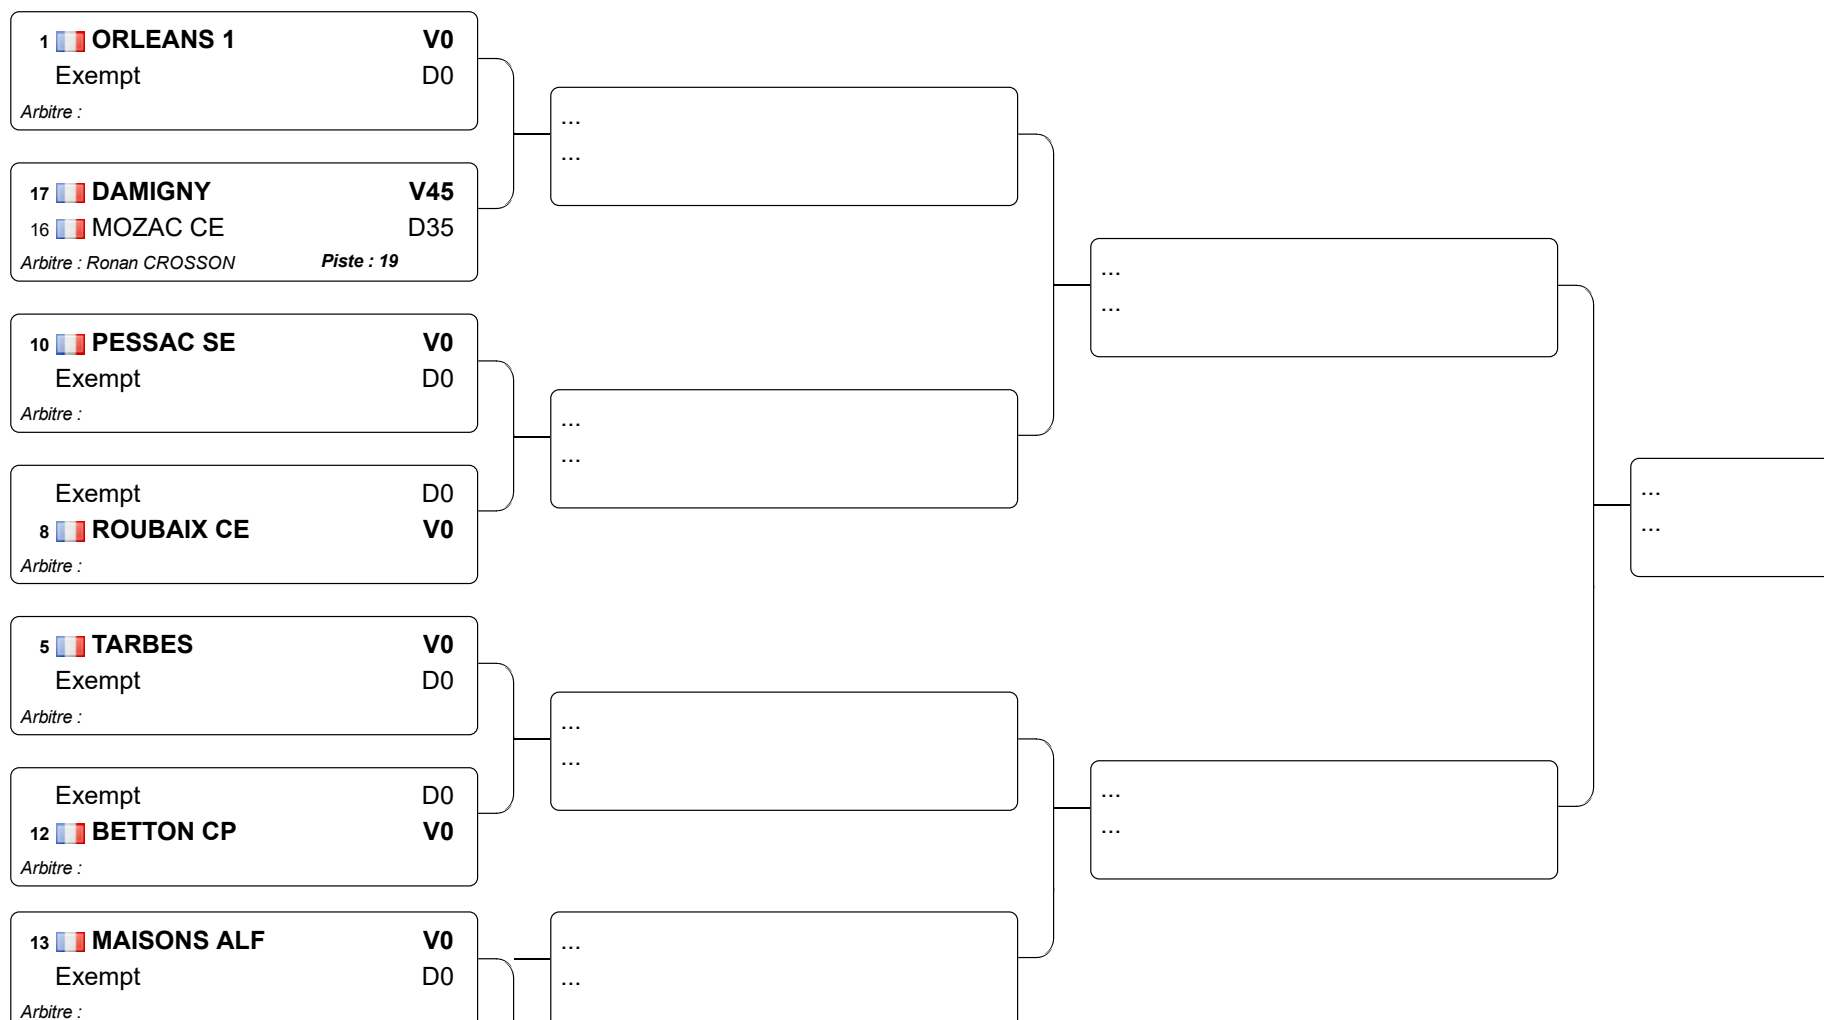 1 ORLEANS 1 V0
Exempt D0
Arbitre :
17 DAMIGNY V45
16 MOZAC CE D35
Arbitre : Ronan CROSSON Piste : 19
10 PESSAC SE V0
Exempt D0
Arbitre :
Exempt D0
8 ROUBAIX CE V0
Arbitre :
5 TARBES V0
Exempt D0
Arbitre :
Exempt D0
12 BETTON CP V0
Arbitre :
13 MAISONS ALF V0
Exempt D0
Arbitre :
...
...
...
...
...
...
...
...
...
...
...
...
...
...